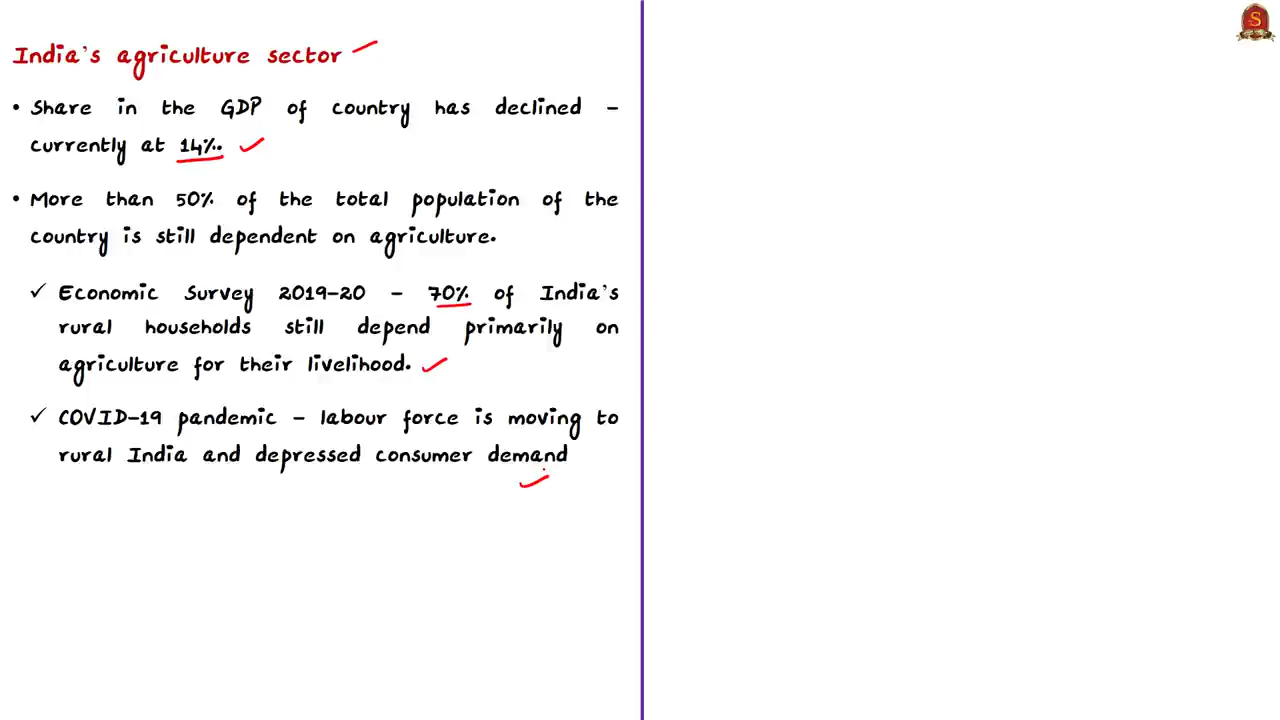 India's agriculture sector
• Share in the GDP of country has declined –
currently at 14%.
• More than 50% of the total population of the
country is still dependent on agriculture.
✓ Economic Survey 2019-20 – 70% of India's
rural households still depend primarily on
agriculture for their livelihood.
✓ COVID-19 pandemic – labour force is moving to
rural India and depressed consumer demand
S